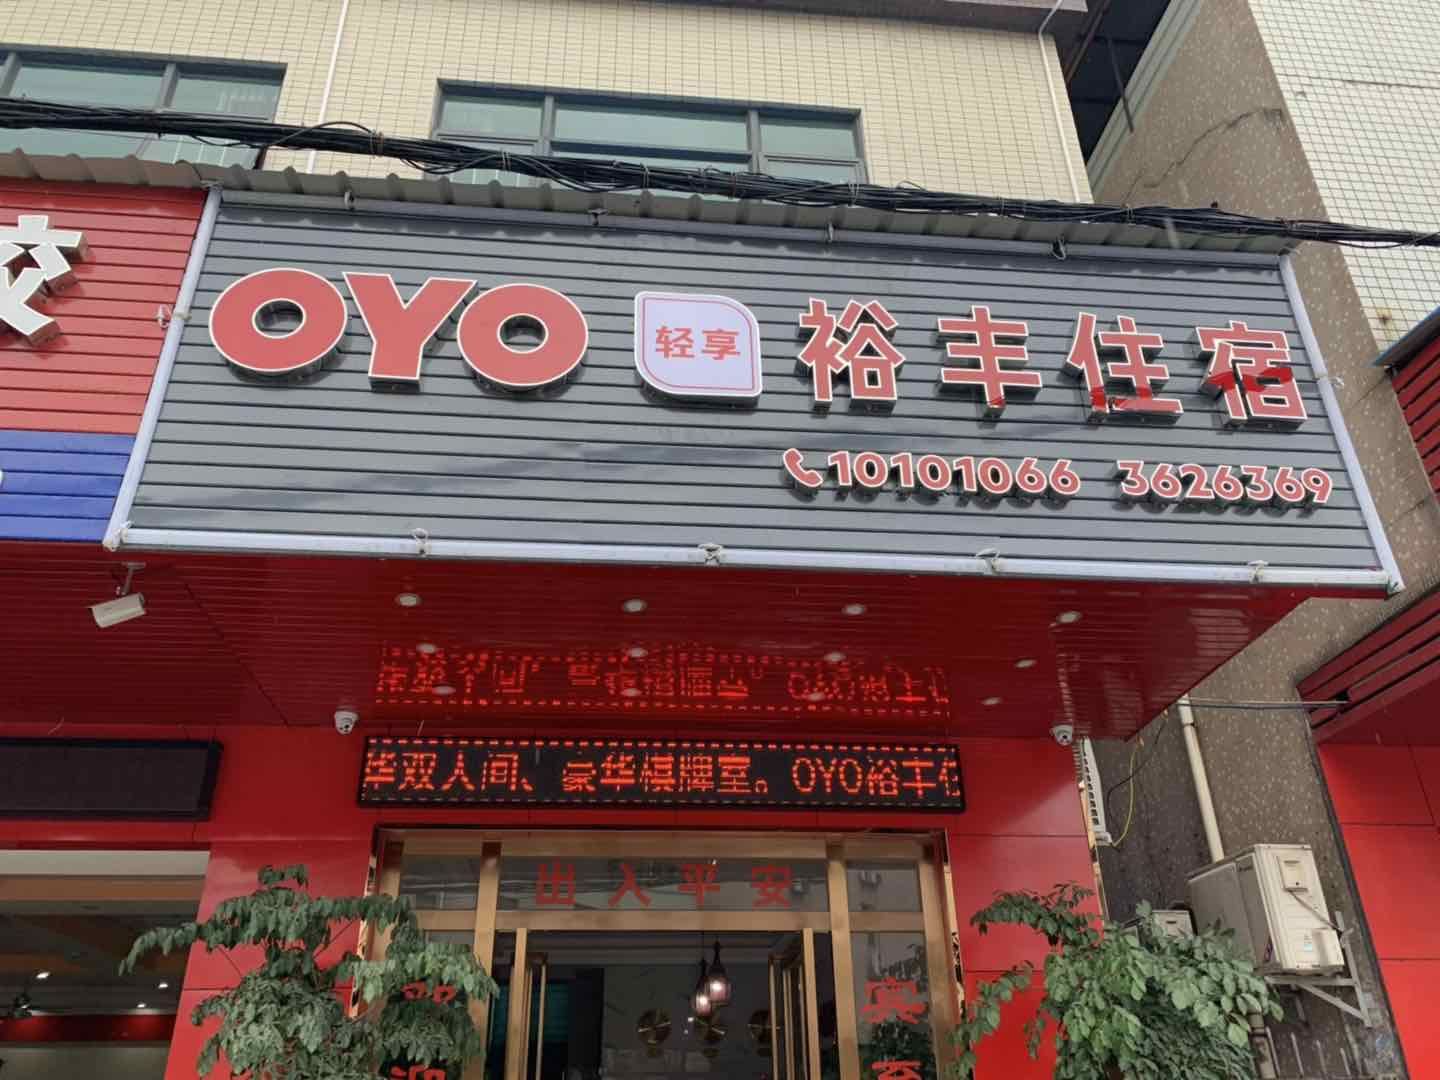 OYO 轻享 裕丰住宿
10101066 3626369
华双人间、豪华棋牌室。OYO裕丰住
出入平安